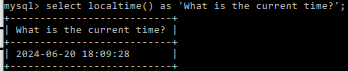 mysql> select localtime() as 'What is the current time?';
+---------------------------+
| What is the current time? |
+---------------------------+
| 2024-06-20 18:09:28       |
+---------------------------+